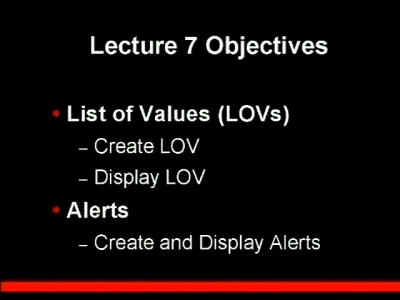 Lecture 7 Objectives
• List of Values (LOVs)
– Create LOV
– Display LOV
• Alerts
– Create and Display Alerts